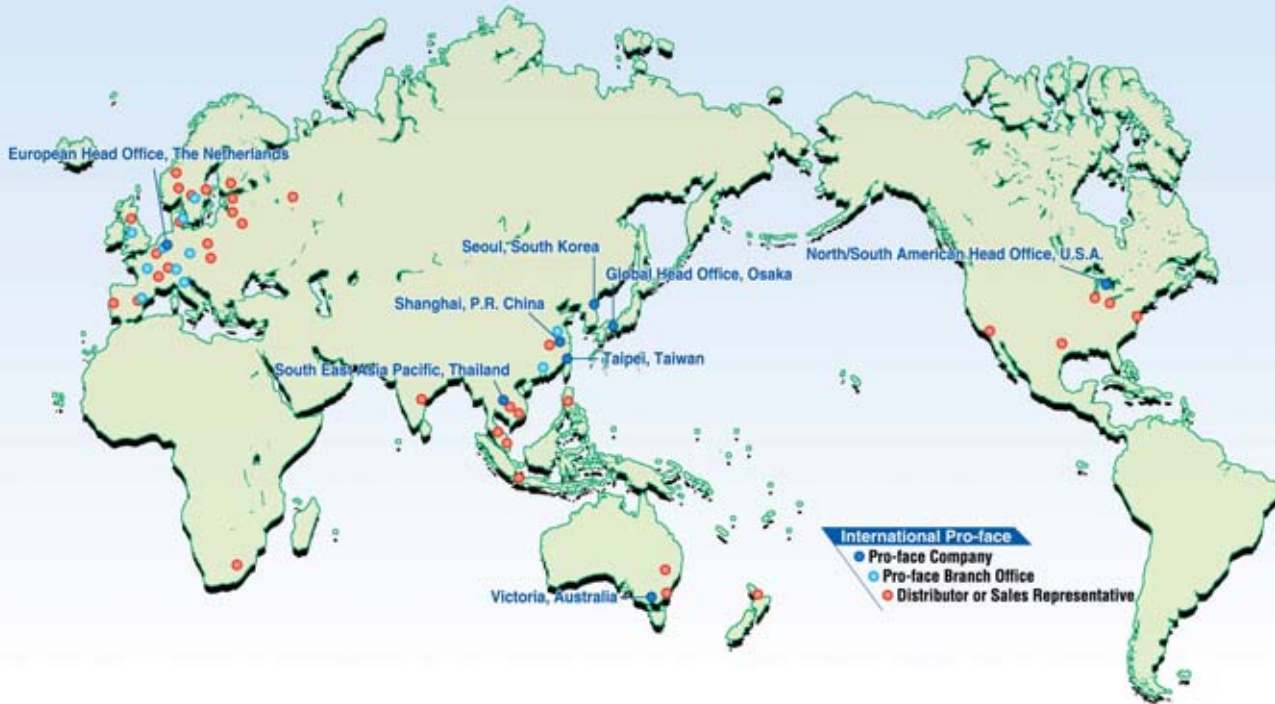 European Head Office, The Netherlands
Seoul, South Korea
North/South American Head Office, U.S.A.
Global Head Office, Osaka
Shanghai, P.R. China
Taipei, Taiwan
South East Asia Pacific, Thailand
International Pro-face
Pro-face Company
Pro-face Branch Office
Distributor or Sales Representative
Victoria, Australia